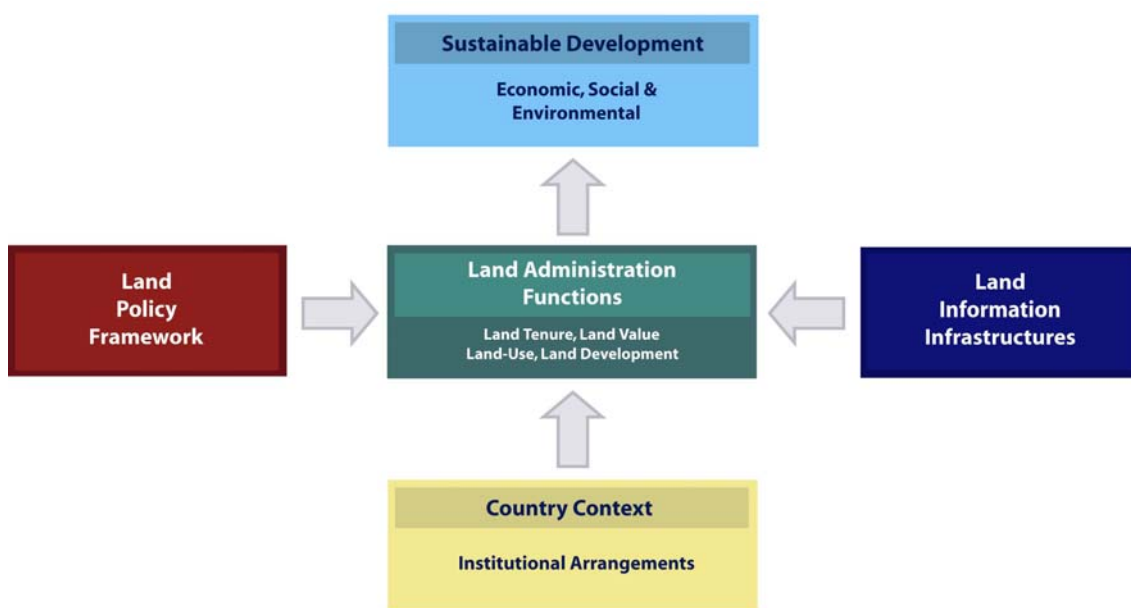 Sustainable Development
Economic, Social &
Environmental
Land
Policy
Framework
Land Administration
Functions
Land Tenure, Land Value
Land-Use, Land Development
Land
Information
Infrastructures
Country Context
Institutional Arrangements